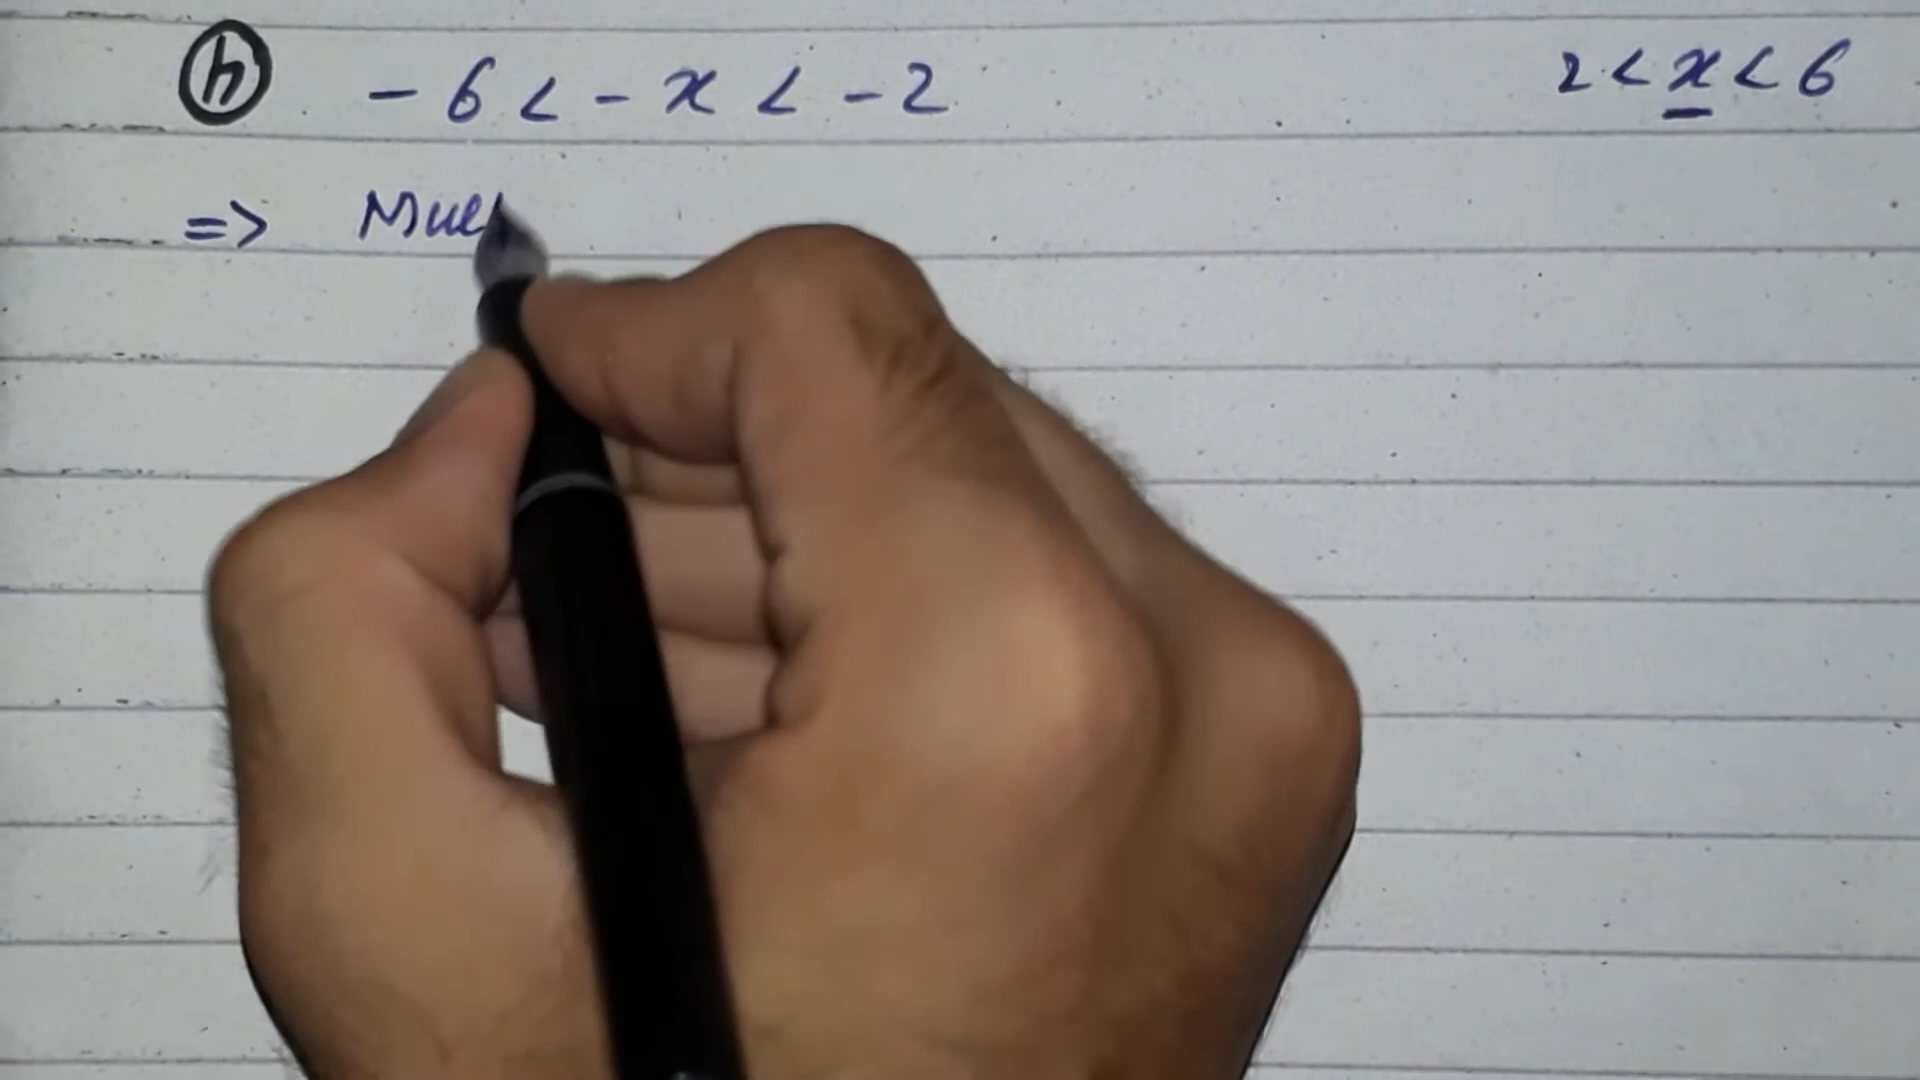 (h) - 6 < - x < - 2 2 < x < 6
=> Mul